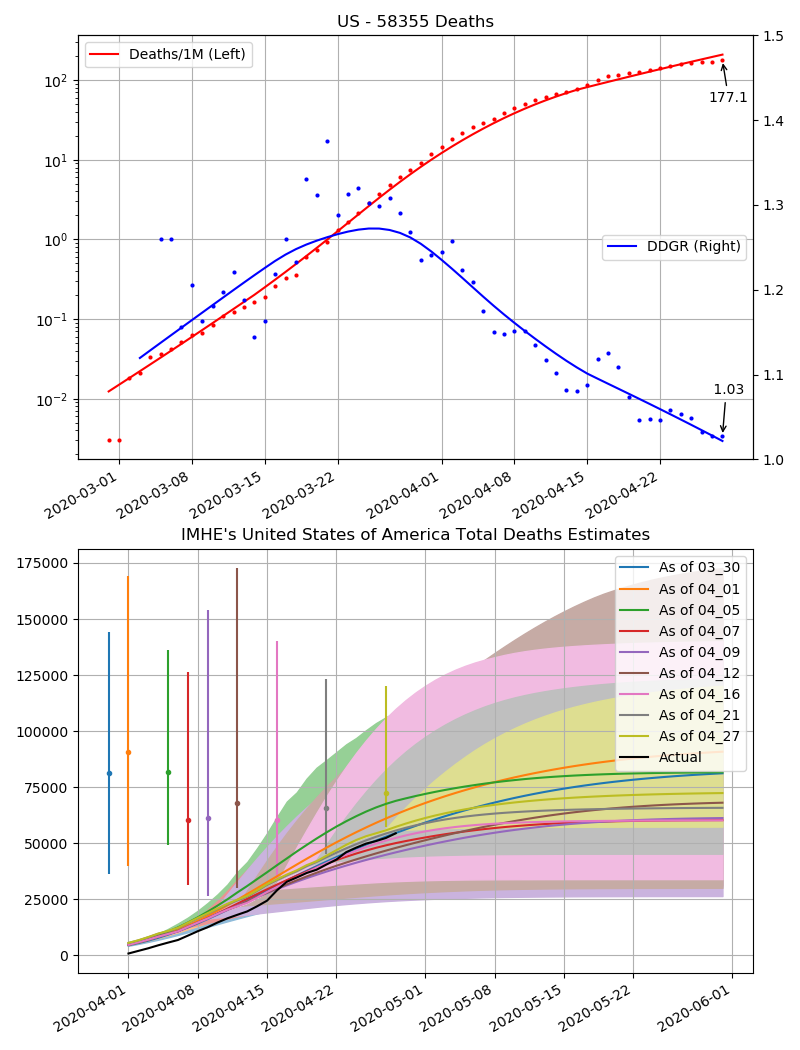 US - 58355 Deaths
Deaths/1M (Left)
DDGR (Right)
177.1
1.03
10²
10¹
10⁰
10⁻¹
10⁻²
1.5
1.4
1.3
1.2
1.1
1.0
2020-03-01
2020-03-08
2020-03-15
2020-03-22
2020-04-01
2020-04-08
2020-04-15
2020-04-22
IMHE's United States of America Total Deaths Estimates
175000
150000
125000
100000
75000
50000
25000
0
As of 03_30
As of 04_01
As of 04_05
As of 04_07
As of 04_09
As of 04_12
As of 04_16
As of 04_21
As of 04_27
Actual
2020-04-01
2020-04-08
2020-04-15
2020-04-22
2020-05-01
2020-05-08
2020-05-15
2020-05-22
2020-06-01